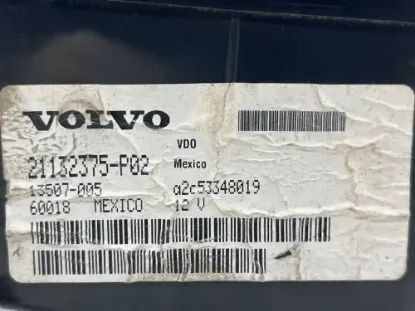 VOLVO
VDO
21132375-P02 Mexico
13507-005 a2c53348019
60018 MEXICO 12 V